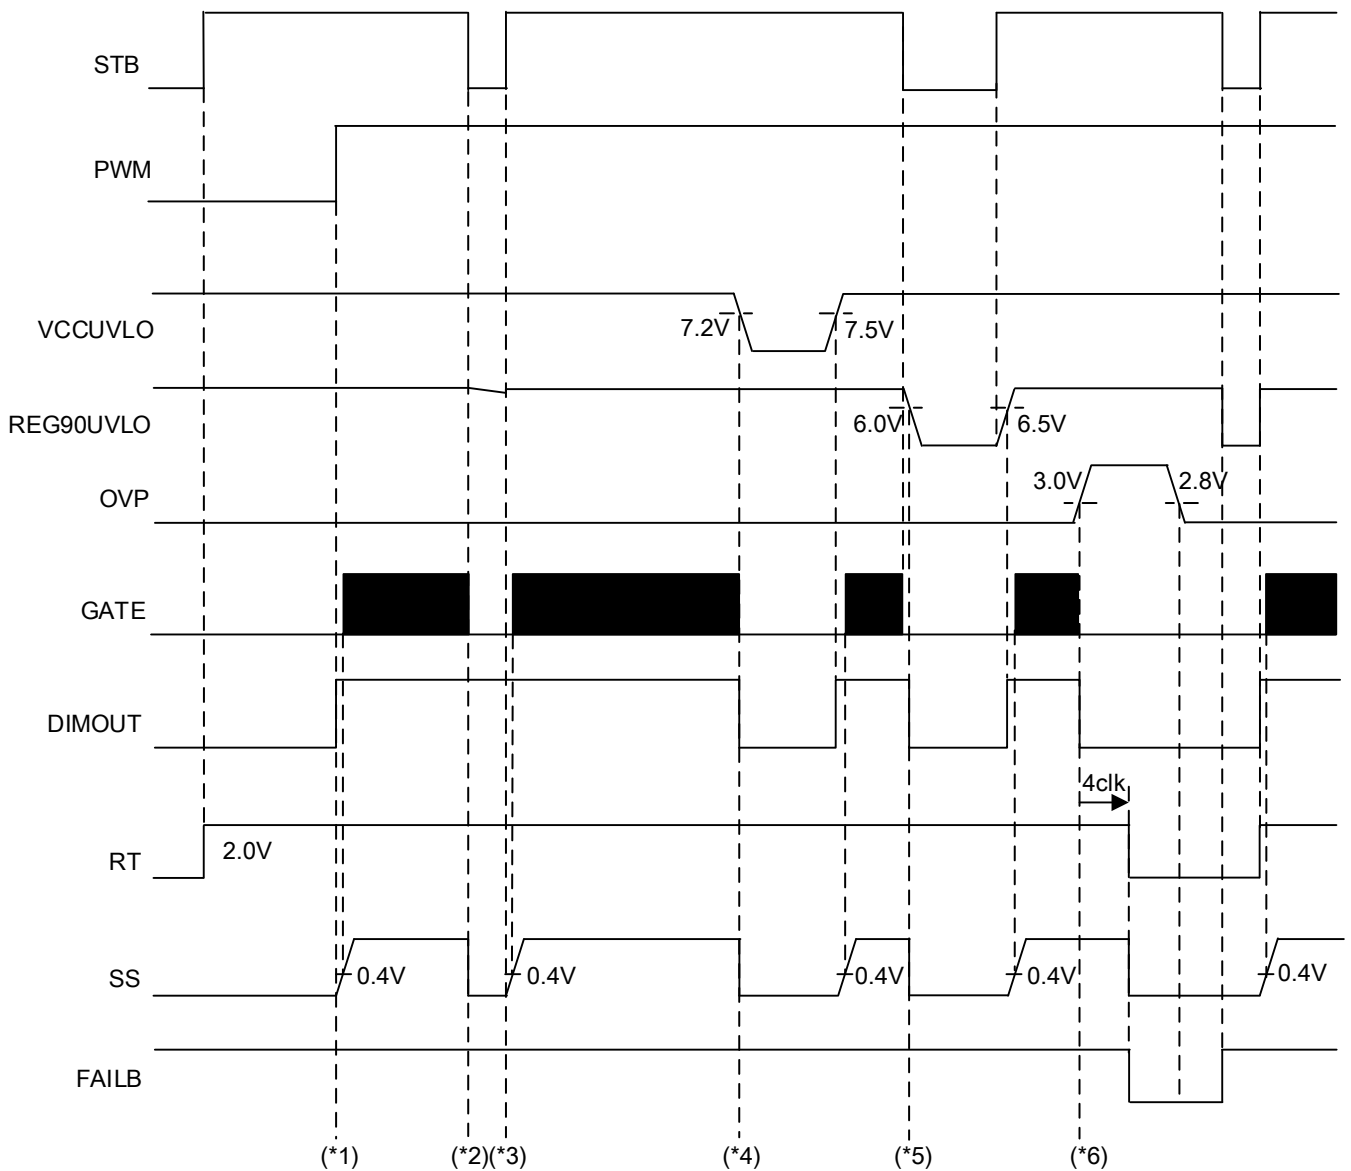 STB
PWM
VCCUVLO
7.2V
7.5V
REG90UVLO
6.0V
6.5V
OVP
3.0V
2.8V
GATE
DIMOUT
4clk
RT
2.0V
SS
0.4V
0.4V
0.4V
0.4V
0.4V
FAILB
(*1)
(*2)(*3)
(*4)
(*5)
(*6)